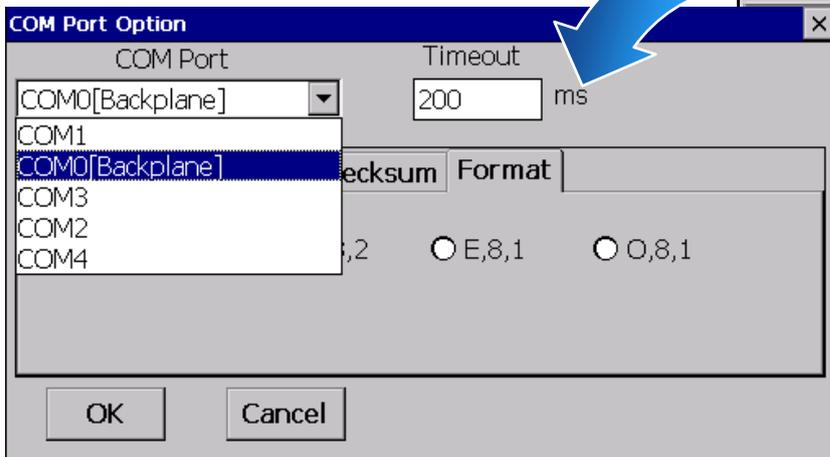 COM Port Option
COM Port Timeout
COM0[Backplane] 200 ms
COM1
COM0[Backplane]
COM3
COM2
COM4
Format
E,8,1 O,8,1
OK Cancel